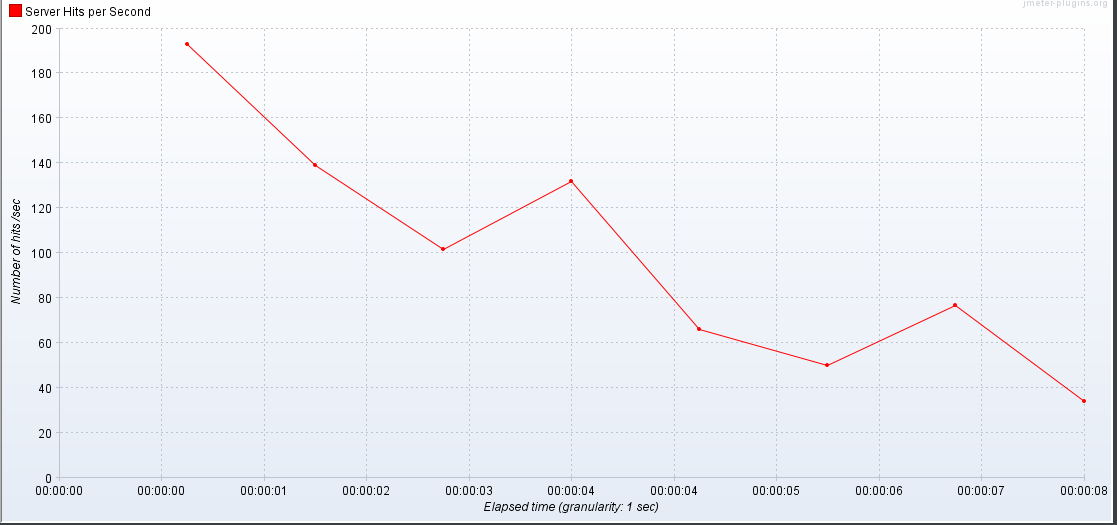 jmeter-plugins.org
Server Hits per Second
200
180
160
140
120
100
80
60
40
20
0
Number of hits /sec
00:00:00 00:00:00 00:00:01 00:00:02 00:00:03 00:00:04 00:00:04 00:00:05 00:00:06 00:00:07 00:00:08
Elapsed time (granularity: 1 sec)